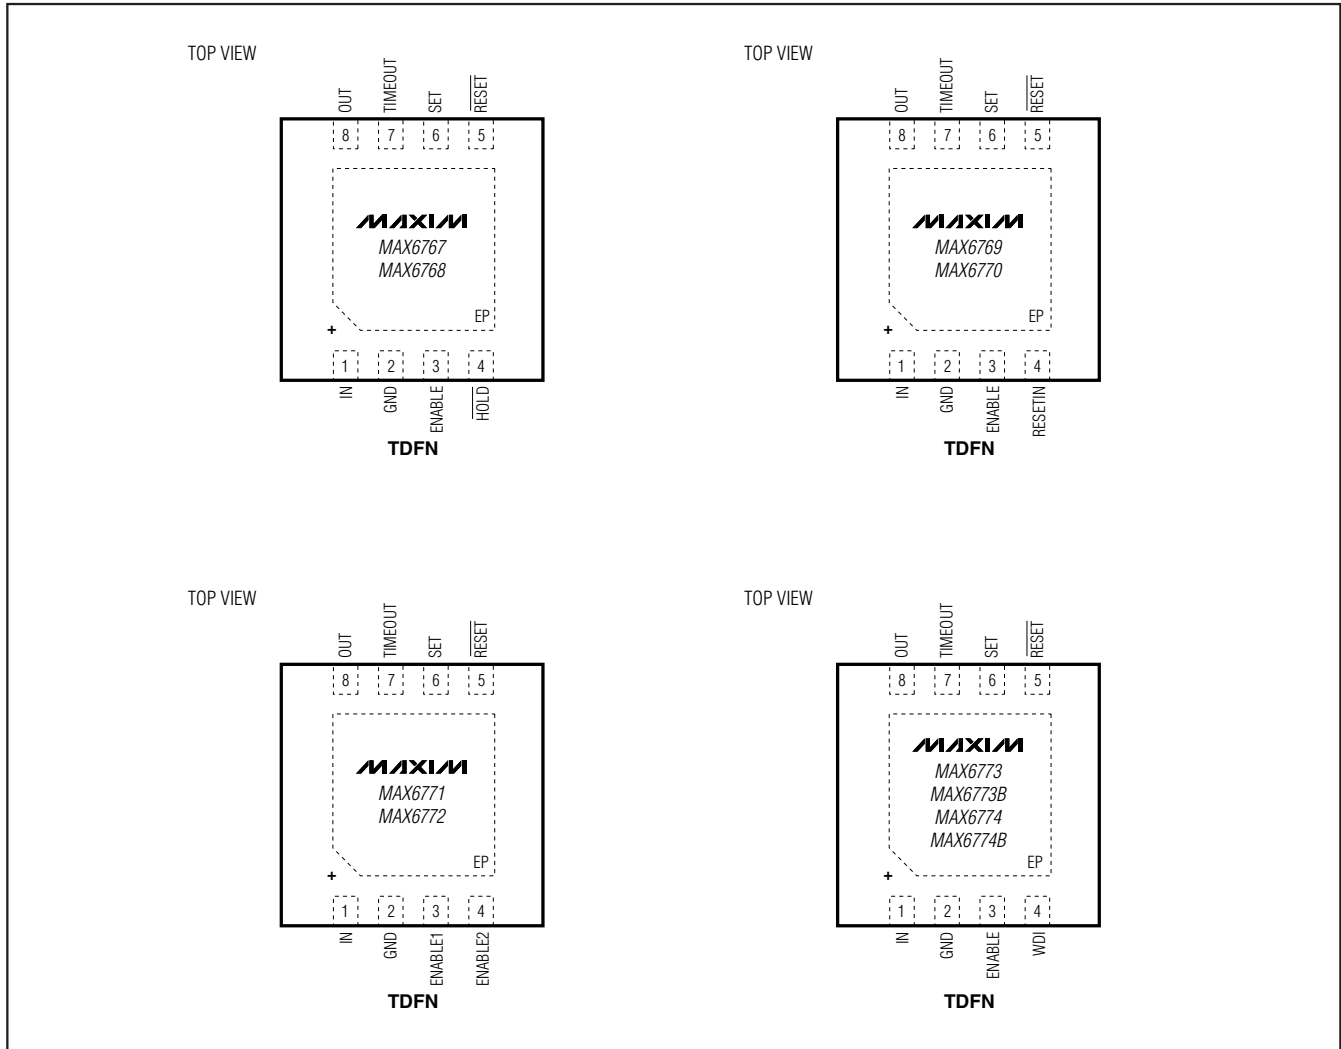 TOP VIEW
OUT
TIMEOUT
SET
RESET
8 7 6 5
MAXIM
MAX6767
MAX6768
EP
+
1 2 3 4
IN
GND
ENABLE
HOLD
TDFN
TOP VIEW
OUT
TIMEOUT
SET
RESET
8 7 6 5
MAXIM
MAX6769
MAX6770
EP
+
1 2 3 4
IN
GND
ENABLE
RESETIN
TDFN
TOP VIEW
OUT
TIMEOUT
SET
RESET
8 7 6 5
MAXIM
MAX6771
MAX6772
EP
+
1 2 3 4
IN
GND
ENABLE1
ENABLE2
TDFN
TOP VIEW
OUT
TIMEOUT
SET
RESET
8 7 6 5
MAXIM
MAX6773
MAX6773B
MAX6774
MAX6774B
EP
+
1 2 3 4
IN
GND
ENABLE
WDI
TDFN